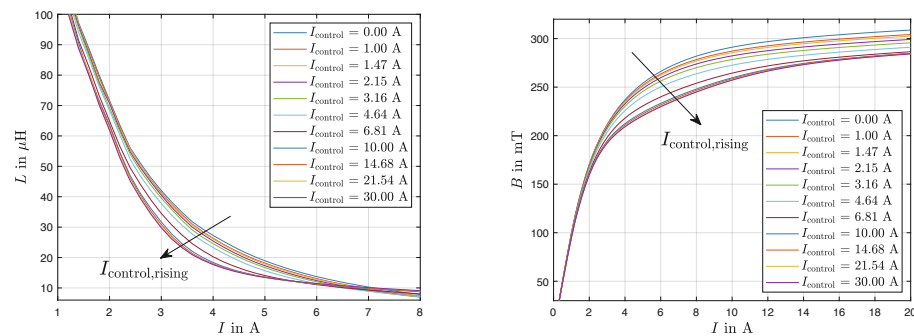 100
90
80
70
60
50
40
30
20
10
1 2 3 4 5 6 7 8
L in μH
I in A
I_control = 0.00 A
I_control = 1.00 A
I_control = 1.47 A
I_control = 2.15 A
I_control = 3.16 A
I_control = 4.64 A
I_control = 6.81 A
I_control = 10.00 A
I_control = 14.68 A
I_control = 21.54 A
I_control = 30.00 A
I_control,rising
300
250
200
150
100
50
0 2 4 6 8 10 12 14 16 18 20
B in mT
I in A
I_control,rising
I_control = 0.00 A
I_control = 1.00 A
I_control = 1.47 A
I_control = 2.15 A
I_control = 3.16 A
I_control = 4.64 A
I_control = 6.81 A
I_control = 10.00 A
I_control = 14.68 A
I_control = 21.54 A
I_control = 30.00 A